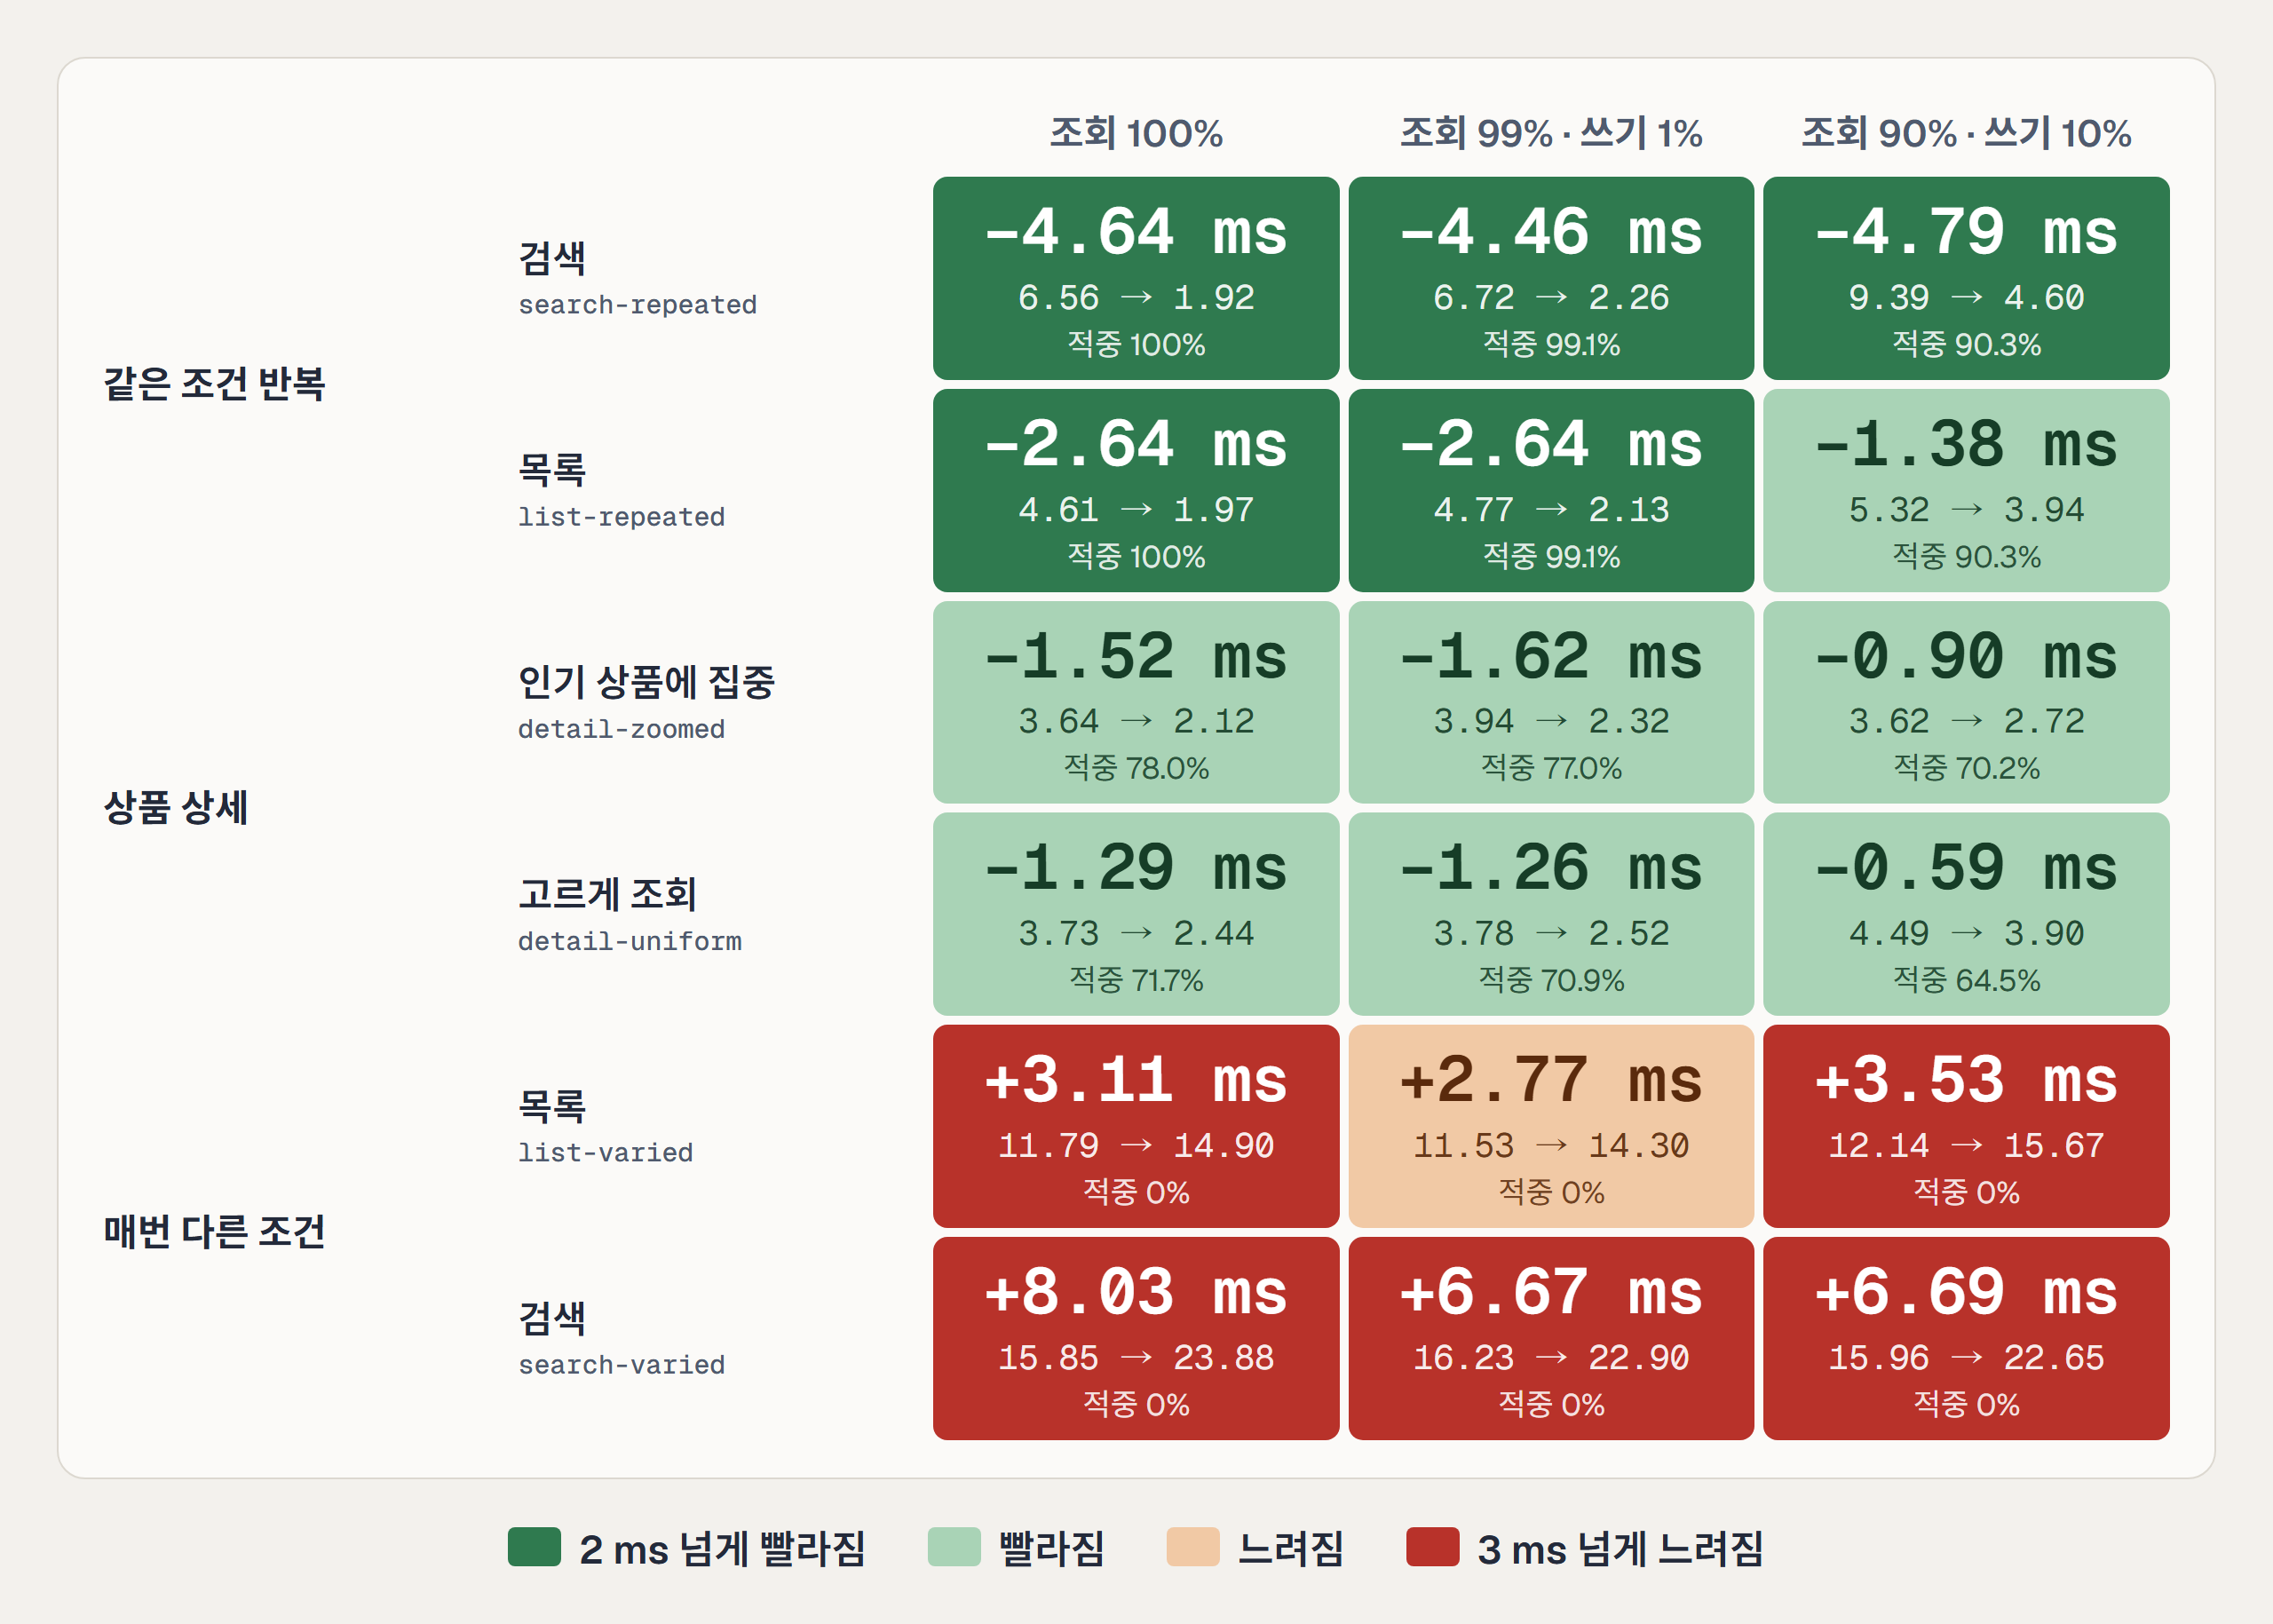 조회 100%
조회 99% · 쓰기 1%
조회 90% · 쓰기 10%
같은 조건 반복
검색
search-repeated
−4.64 ms
6.56 → 1.92
적중 100%
−4.46 ms
6.72 → 2.26
적중 99.1%
−4.79 ms
9.39 → 4.60
적중 90.3%
목록
list-repeated
−2.64 ms
4.61 → 1.97
적중 100%
−2.64 ms
4.77 → 2.13
적중 99.1%
−1.38 ms
5.32 → 3.94
적중 90.3%
상품 상세
인기 상품에 집중
detail-zoomed
−1.52 ms
3.64 → 2.12
적중 78.0%
−1.62 ms
3.94 → 2.32
적중 77.0%
−0.90 ms
3.62 → 2.72
적중 70.2%
고르게 조회
detail-uniform
−1.29 ms
3.73 → 2.44
적중 71.7%
−1.26 ms
3.78 → 2.52
적중 70.9%
−0.59 ms
4.49 → 3.90
적중 64.5%
매번 다른 조건
목록
list-varied
+3.11 ms
11.79 → 14.90
적중 0%
+2.77 ms
11.53 → 14.30
적중 0%
+3.53 ms
12.14 → 15.67
적중 0%
검색
search-varied
+8.03 ms
15.85 → 23.88
적중 0%
+6.67 ms
16.23 → 22.90
적중 0%
+6.69 ms
15.96 → 22.65
적중 0%
2 ms 넘게 빨라짐
빨라짐
느려짐
3 ms 넘게 느려짐